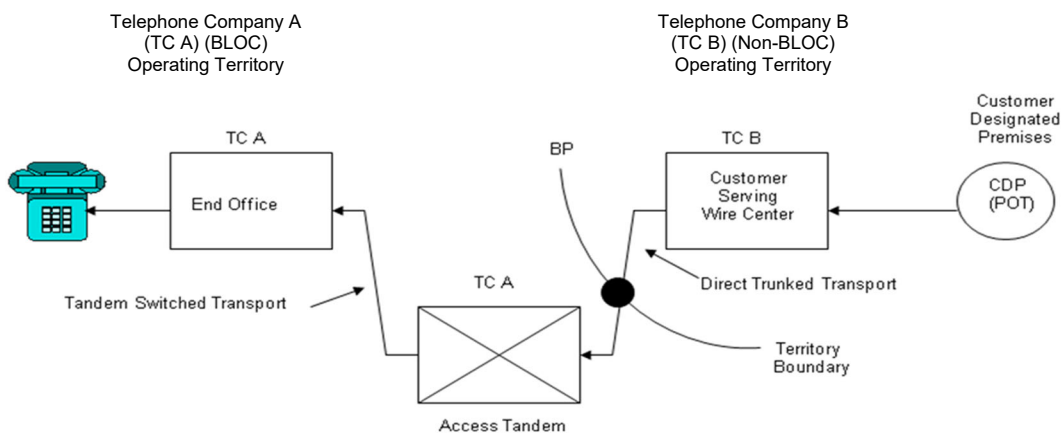 Telephone Company A
(TC A) (BLOC)
Operating Territory
Telephone Company B
(TC B) (Non-BLOC)
Operating Territory
Customer
Designated
Premises
TC A
BP
TC B
End Office
Customer
Serving
Wire Center
CDP
(POT)
Tandem Switched Transport
TC A
Direct Trunked Transport
Territory
Boundary
Access Tandem